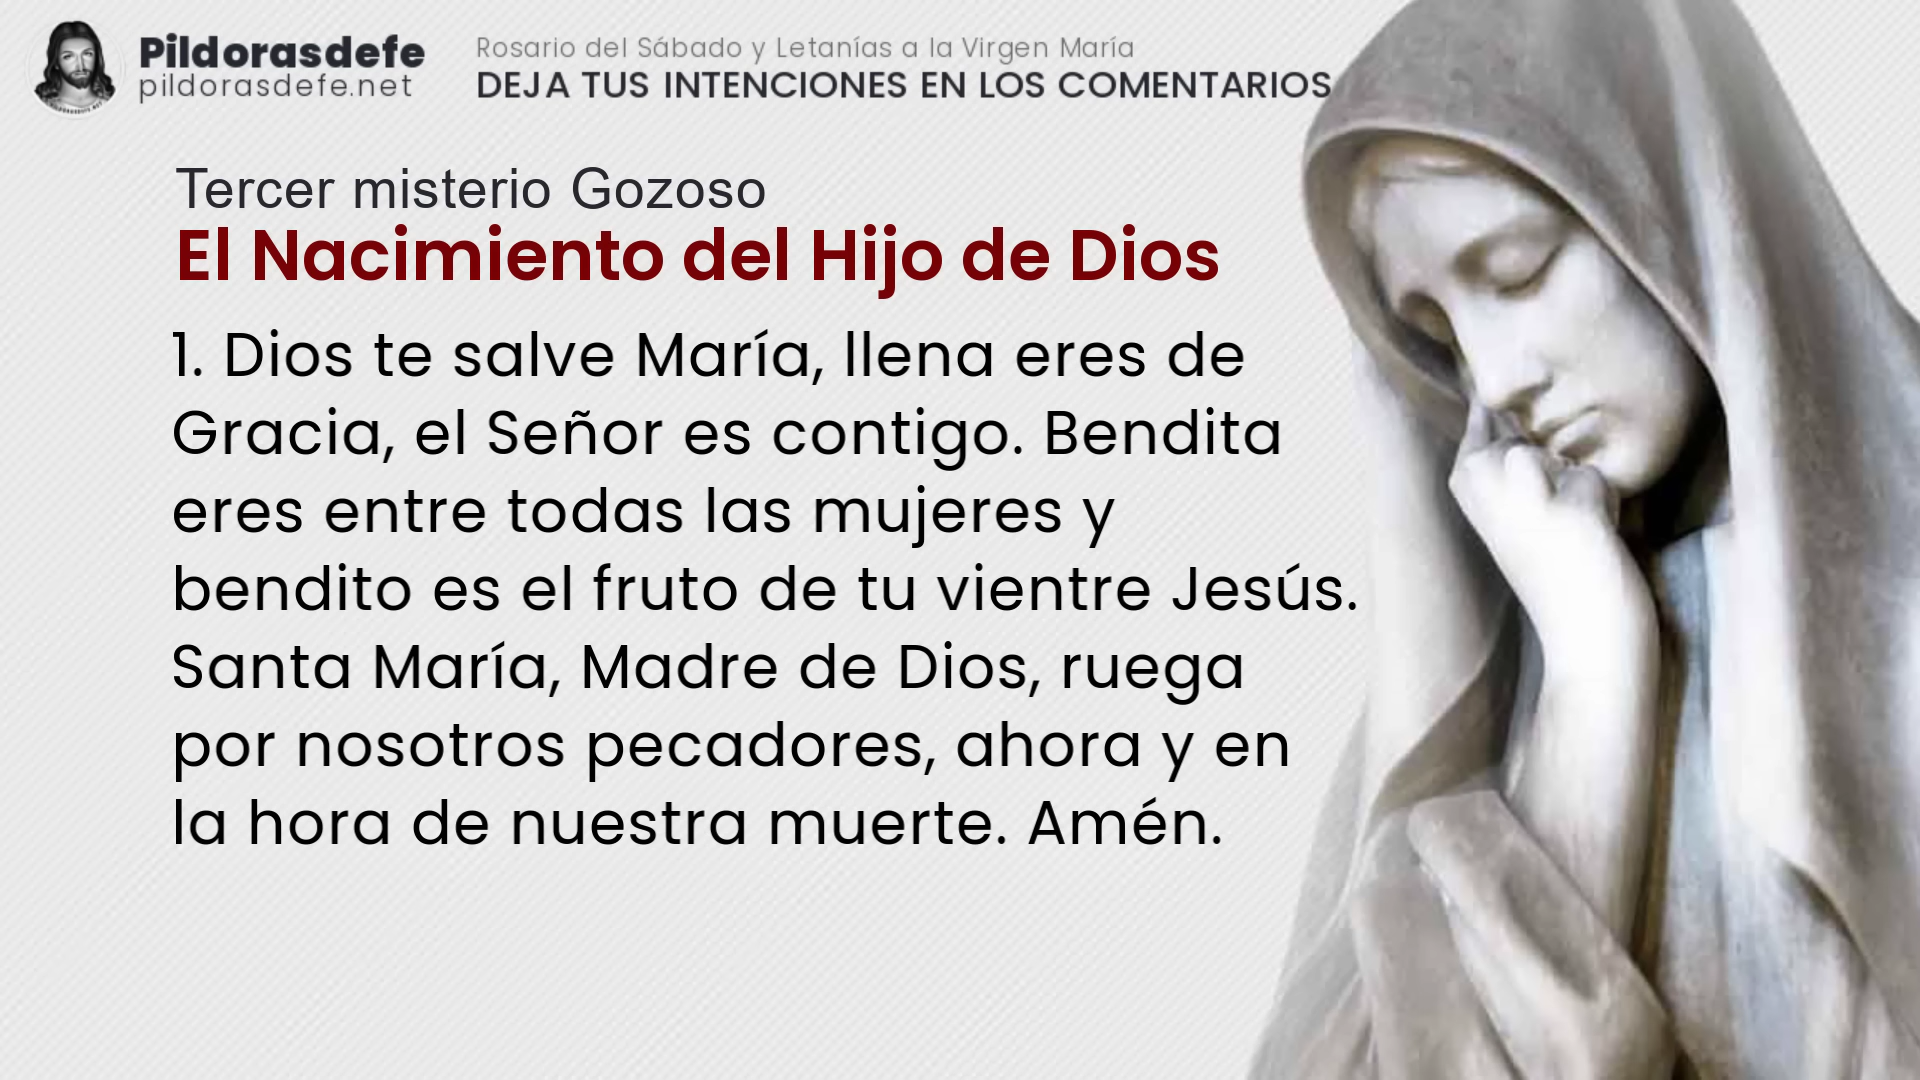 Pildorasdefe
pildorasdefe.net
Rosario del Sábado y Letanías a la Virgen María
DEJA TUS INTENCIONES EN LOS COMENTARIOS
Tercer misterio Gozoso
El Nacimiento del Hijo de Dios
1. Dios te salve María, llena eres de
Gracia, el Señor es contigo. Bendita
eres entre todas las mujeres y
bendito es el fruto de tu vientre Jesús.
Santa María, Madre de Dios, ruega
por nosotros pecadores, ahora y en
la hora de nuestra muerte. Amén.